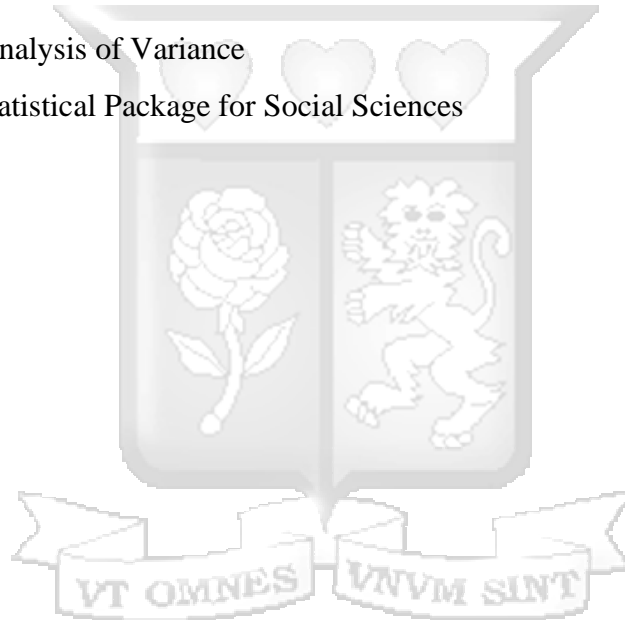 nalysis of Variance
atistical Package for Social Sciences
VT OMNES VNVM SINT